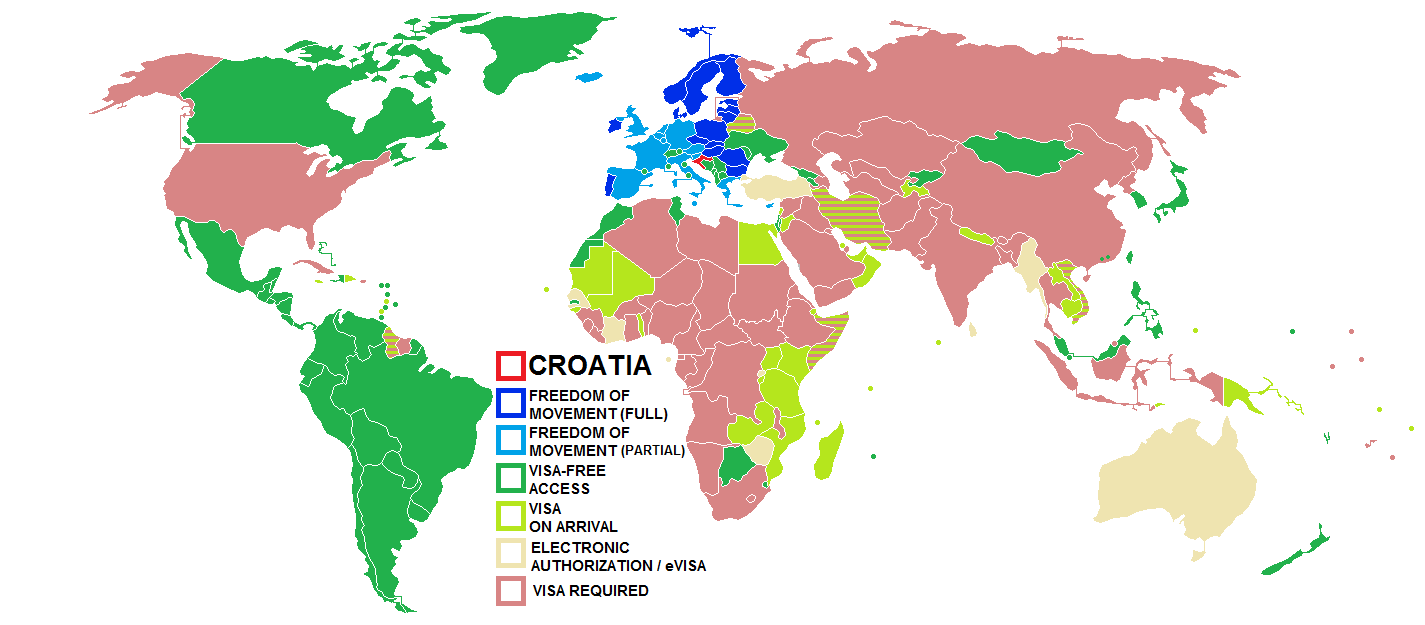 CROATIA
FREEDOM OF
MOVEMENT (FULL)
FREEDOM OF
MOVEMENT (PARTIAL)
VISA-FREE
ACCESS
VISA
ON ARRIVAL
ELECTRONIC
AUTHORIZATION / eVISA
VISA REQUIRED